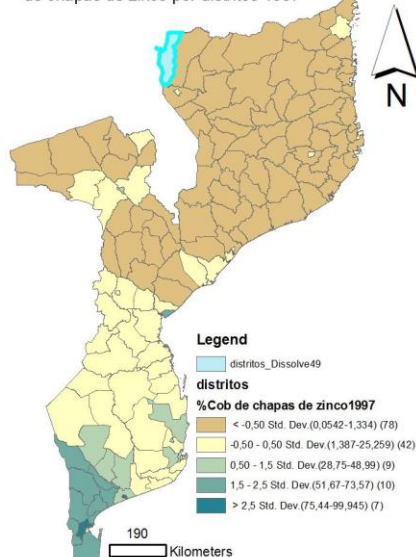 de chapas de zinco por distritos 1997
N
Legend
distritos_Dissolve49
distritos
%Cob de chapas de zinco1997
< -0,50 Std. Dev.(0,0542-1,334) (78)
-0,50 - 0,50 Std. Dev.(1,387-25,259) (42)
0,50 - 1,5 Std. Dev.(28,75-48,99) (9)
1,5 - 2,5 Std. Dev.(51,67-73,57) (10)
> 2,5 Std. Dev.(75,44-99,945) (7)
190
Kilometers